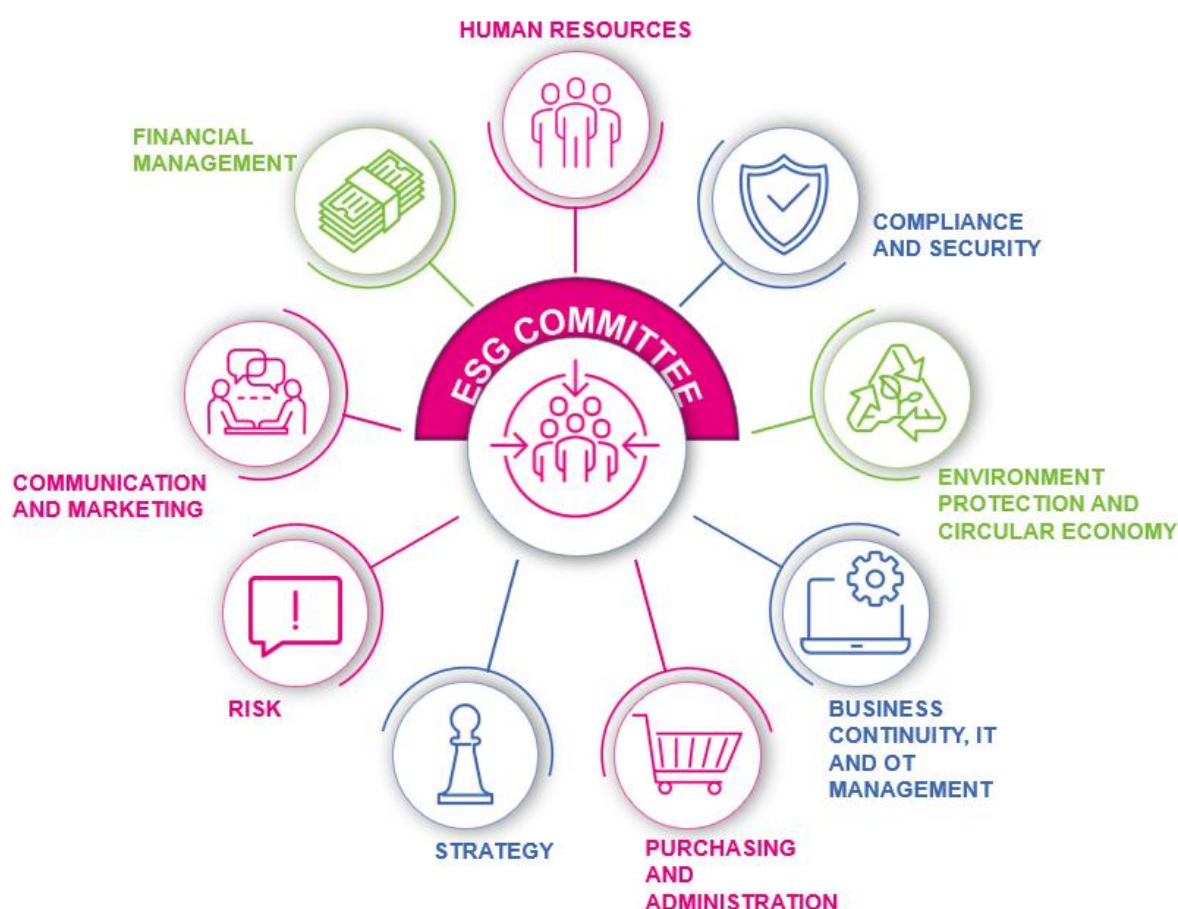 HUMAN RESOURCES
FINANCIAL
MANAGEMENT
COMPLIANCE
AND SECURITY
ESG COMMITTEE
COMMUNICATION
AND MARKETING
ENVIRONMENT
PROTECTION AND
CIRCULAR ECONOMY
RISK
BUSINESS
CONTINUITY, IT
AND OT
MANAGEMENT
STRATEGY
PURCHASING
AND
ADMINISTRATION